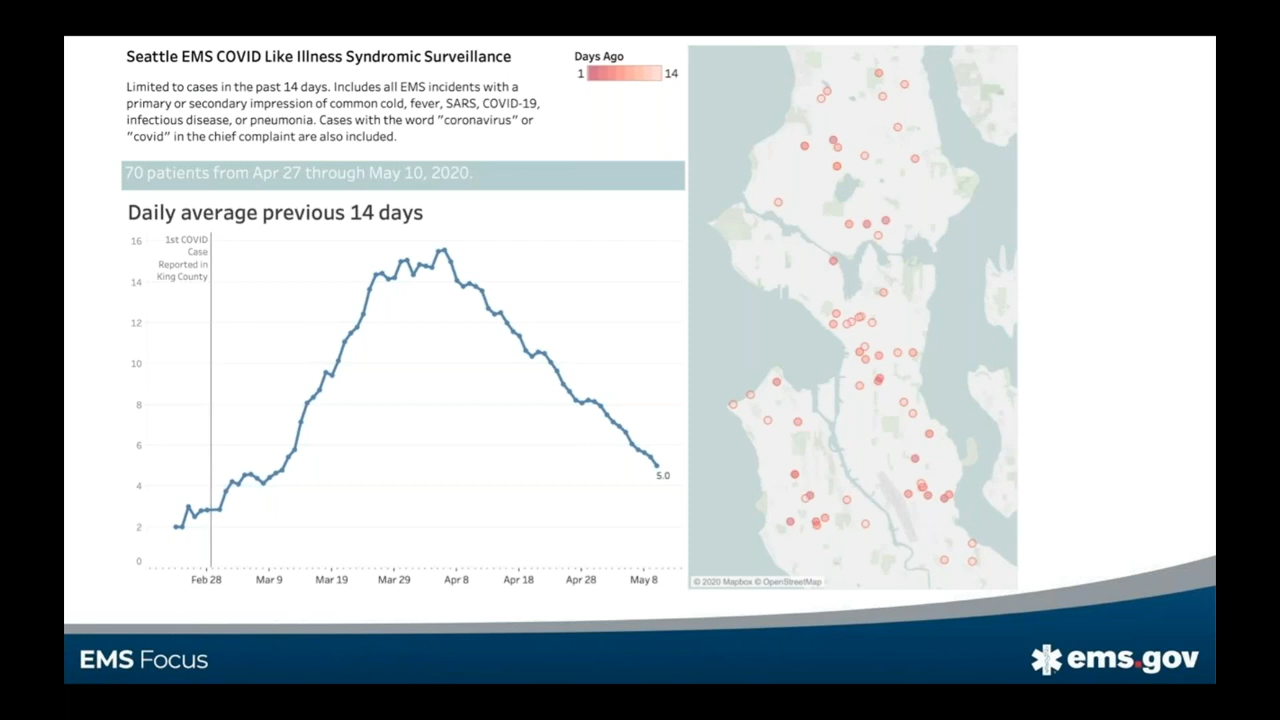 Seattle EMS COVID Like Illness Syndromic Surveillance
Limited to cases in the past 14 days. Includes all EMS incidents with a
primary or secondary impression of common cold, fever, SARS, COVID-19,
infectious disease, or pneumonia. Cases with the word "coronavirus" or
"covid" in the chief complaint are also included.
Days Ago
1 14
70 patients from Apr 27 through May 10, 2020.
Daily average previous 14 days
1st COVID
Case
Reported in
King County
16
14
12
10
8
6
4
2
0
5.0
Feb 28 Mar 9 Mar 19 Mar 29 Apr 8 Apr 18 Apr 28 May 8
© 2020 Mapbox © OpenStreetMap
EMS Focus
ems.gov